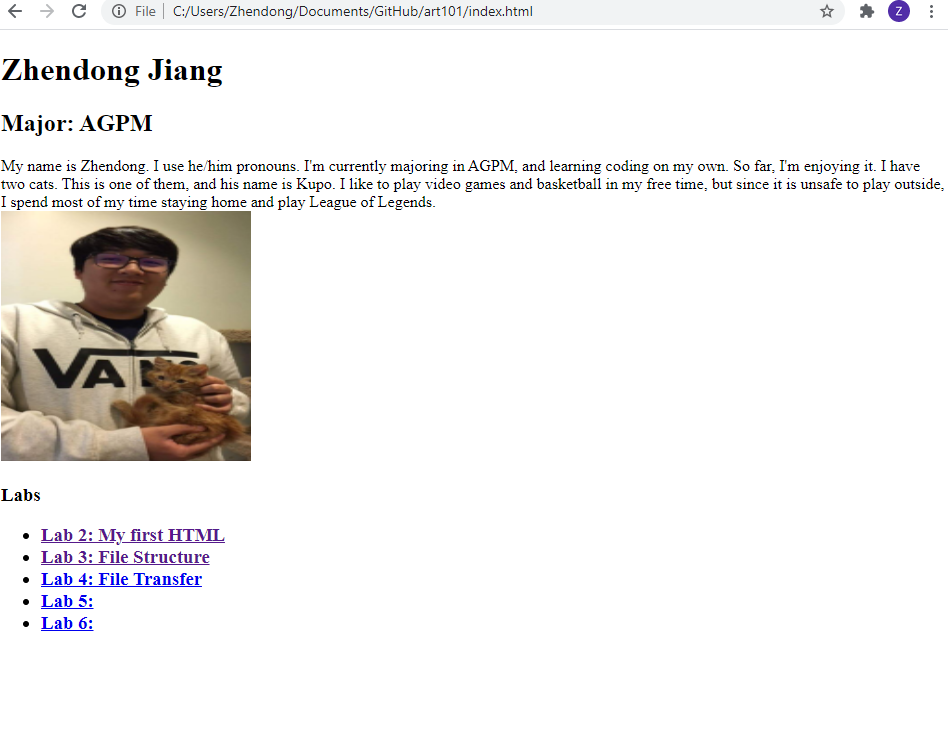 File
C:/Users/Zhendong/Documents/GitHub/art101/index.html
Z
Zhendong Jiang
Major: AGPM
My name is Zhendong. I use he/him pronouns. I'm currently majoring in AGPM, and learning coding on my own. So far, I'm enjoying it. I have
two cats. This is one of them, and his name is Kupo. I like to play video games and basketball in my free time, but since it is unsafe to play outside,
I spend most of my time staying home and play League of Legends.
VANS
Labs
Lab 2: My first HTML
Lab 3: File Structure
Lab 4: File Transfer
Lab 5:
Lab 6: